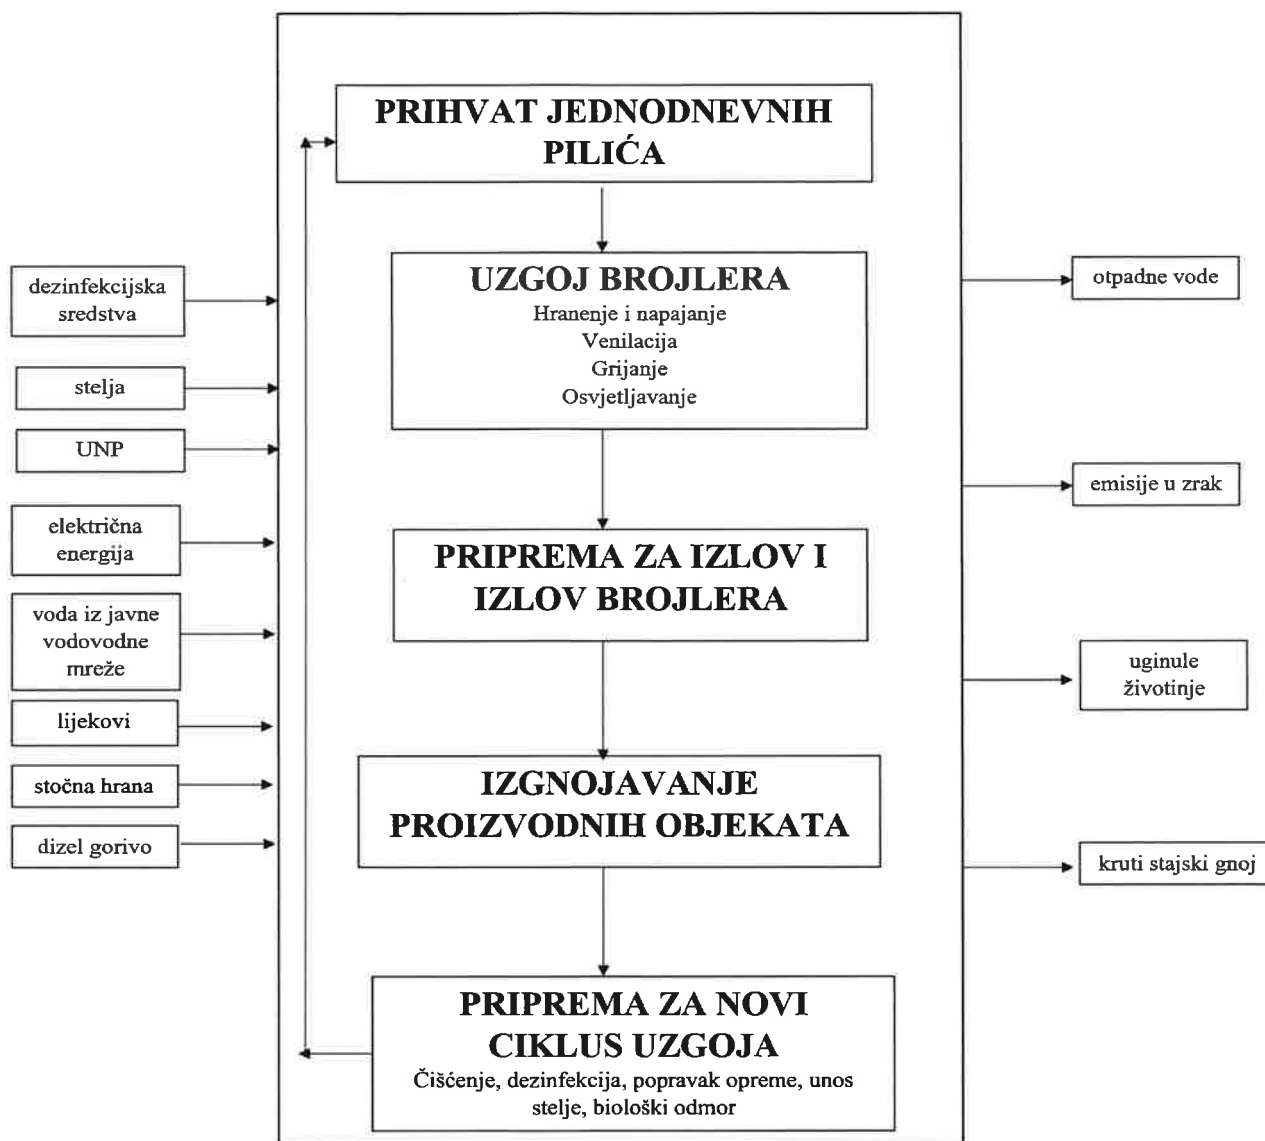 PRIHVAT JEDNODNEVNIH
PILIĆA
UZGOJ BROJLERA
Hranenje i napajanje
Venilacija
Grijanje
Osvjetljavanje
PRIPREMA ZA IZLOV I
IZLOV BROJLERA
IZGNOJAVANJE
PROIZVODNIH OBJEKATA
PRIPREMA ZA NOVI
CIKLUS UZGOJA
Čišćenje, dezinfekcija, popravak opreme, unos
stelje, biološki odmor
dezinfekcijska
sredstva
stelja
UNP
električna
energija
voda iz javne
vodovodne
mreže
lijekovi
stočna hrana
dizel gorivo
otpadne vode
emisije u zrak
uginule
životinje
kruti stajski gnoj